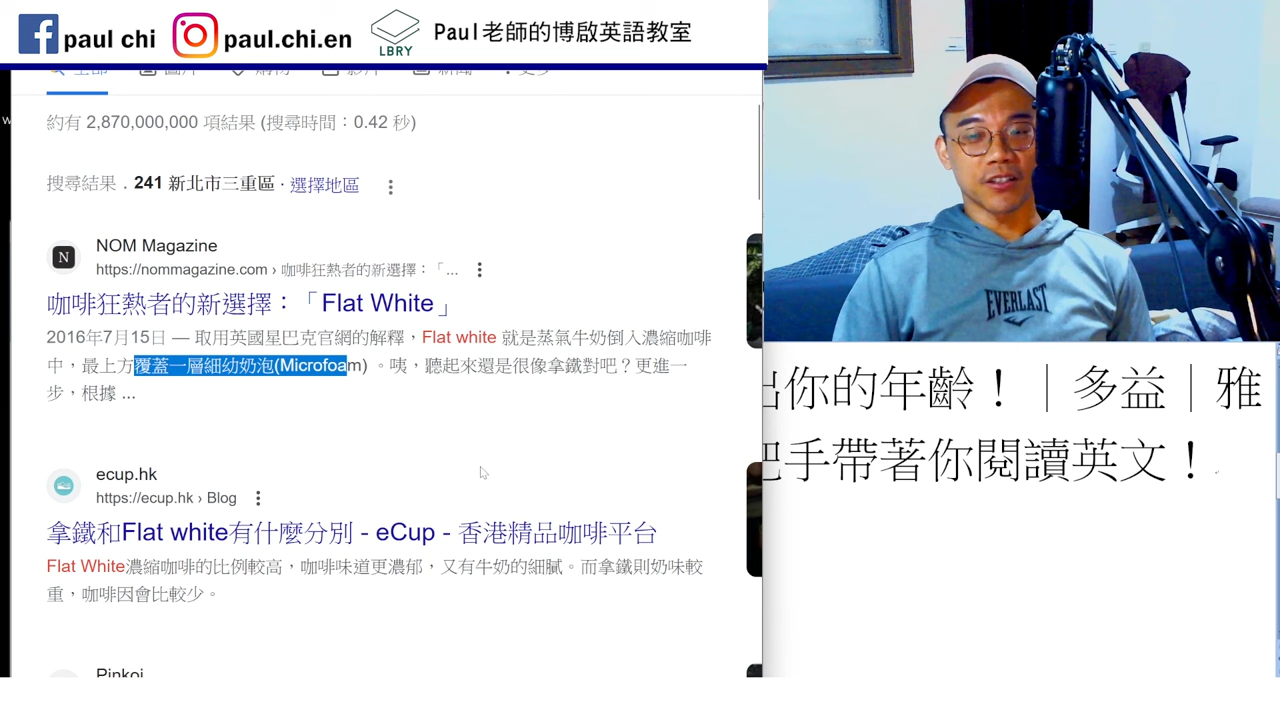 paul chi
paul.chi.en
LBRY
Paul老師的博啟英語教室
約有 2,870,000,000 項結果 (搜尋時間：0.42 秒)
搜尋結果．241 新北市三重區 · 選擇地區
N
NOM Magazine
https://nommagazine.com › 咖啡狂熱者的新選擇：「...
咖啡狂熱者的新選擇：「Flat White」
2016年7月15日 — 取用英國星巴克官網的解釋，Flat white 就是蒸氣牛奶倒入濃縮咖啡
中，最上方覆蓋一層細幼奶泡(Microfoam) 。咦，聽起來還是很像拿鐵對吧？更進一
步，根據 ...
ecup.hk
https://ecup.hk › Blog
拿鐵和Flat white有什麼分別 - eCup - 香港精品咖啡平台
Flat White濃縮咖啡的比例較高，咖啡味道更濃郁，又有牛奶的細膩。而拿鐵則奶味較
重，咖啡因會比較少。
Pinkoi
EVERLAST
出你的年齡！｜多益｜雅
把手帶著你閱讀英文！